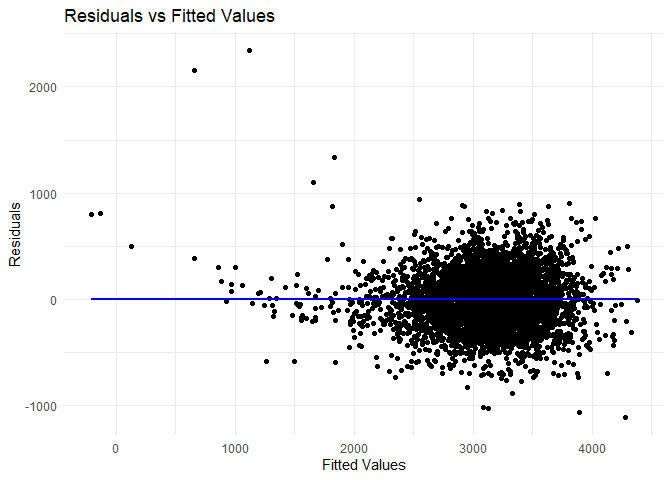 Residuals vs Fitted Values
2000
1000
0
-1000
Residuals
0 1000 2000 3000 4000
Fitted Values